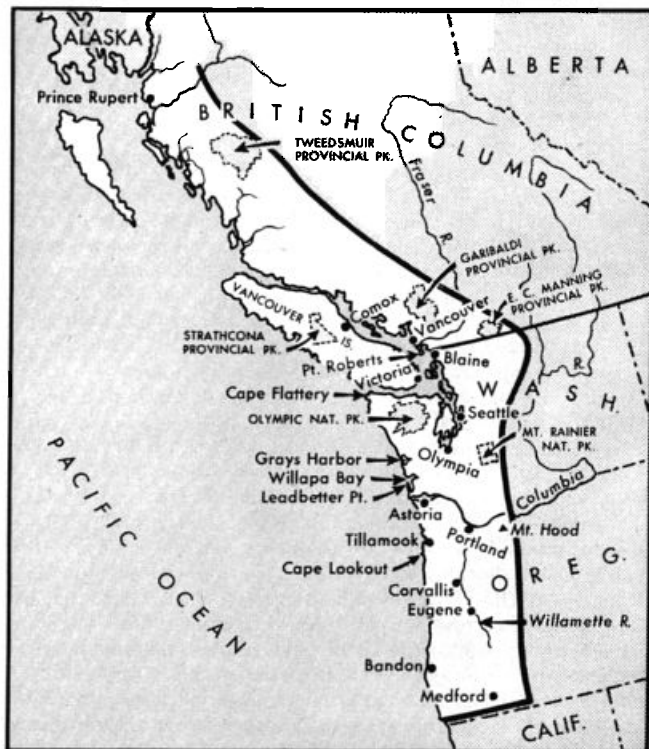 ALASKA
ALBERTA
Prince Rupert
BRITISH COLUMBIA
TWEEDSMUIR
PROVINCIAL PK.
Fraser R.
GARIBALDI
PROVINCIAL PK.
E. C. MANNING
PROVINCIAL PK.
VANCOUVER IS.
Comox
Vancouver
STRATHCONA
PROVINCIAL PK.
Pt. Roberts
Blaine
Victoria
R.
WASH.
Cape Flattery
OLYMPIC NAT. PK.
Seattle
MT. RAINIER
NAT. PK.
Grays Harbor
Olympia
Willapa Bay
Leadbetter Pt.
Columbia
Astoria
PACIFIC OCEAN
Portland
Mt. Hood
Tillamook
Cape Lookout
OREG.
Corvallis
Eugene
Willamette R.
Bandon
Medford
CALIF.